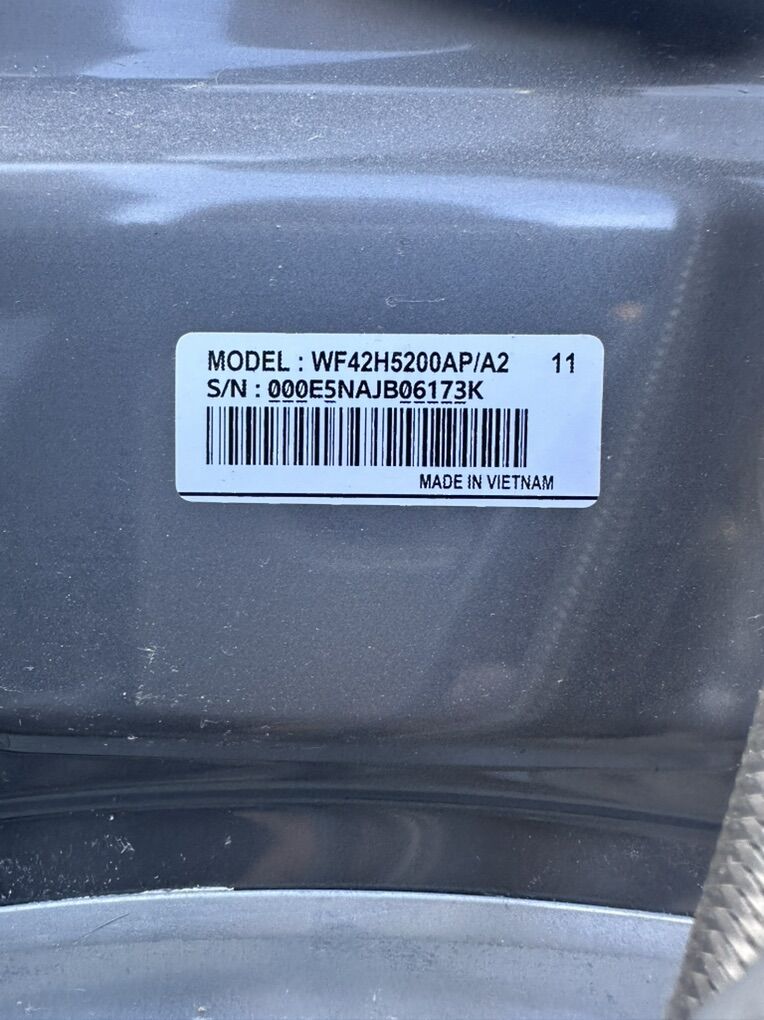 MODEL : WF42H5200AP/A2 11
S/N : 000E5NAJB06173K
MADE IN VIETNAM